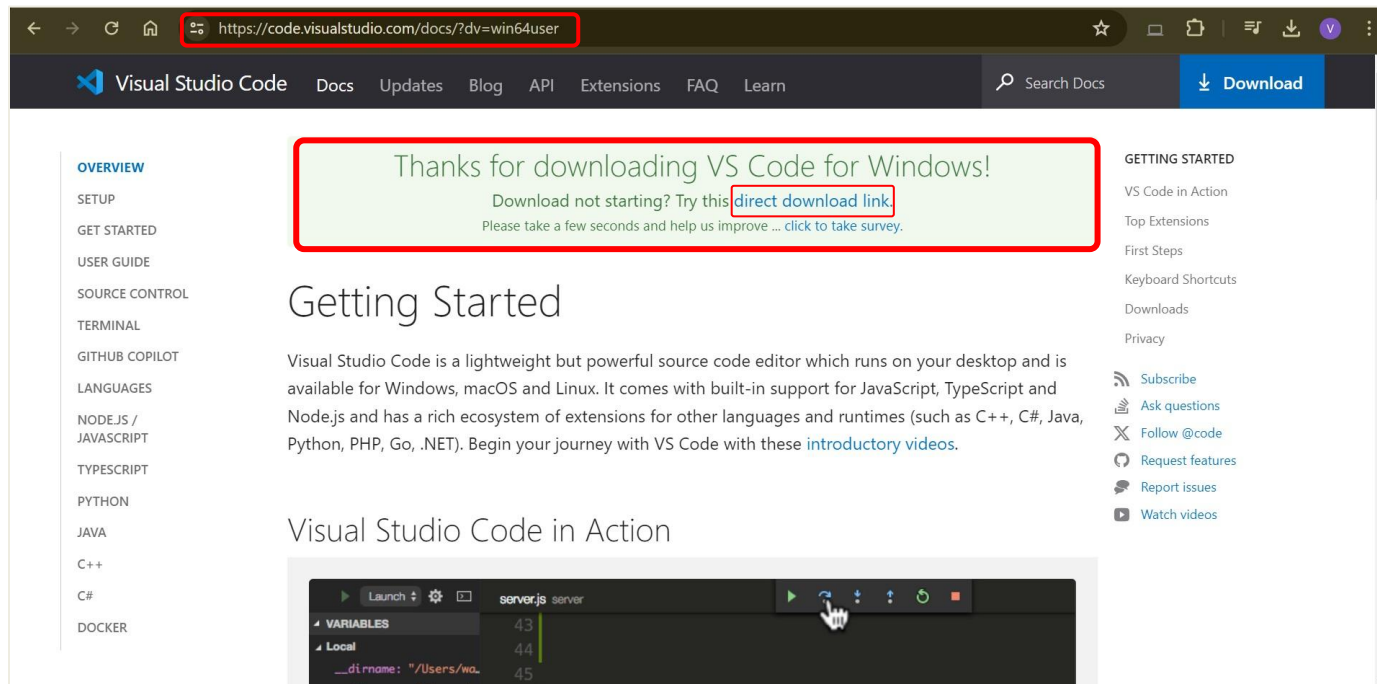 https://code.visualstudio.com/docs/?dv=win64user
V
Visual Studio Code Docs Updates Blog API Extensions FAQ Learn Search Docs Download
OVERVIEW
SETUP
GET STARTED
USER GUIDE
SOURCE CONTROL
TERMINAL
GITHUB COPILOT
LANGUAGES
NODE.JS /
JAVASCRIPT
TYPESCRIPT
PYTHON
JAVA
C++
C#
DOCKER
Thanks for downloading VS Code for Windows!
Download not starting? Try this direct download link.
Please take a few seconds and help us improve ... click to take survey.
Getting Started
Visual Studio Code is a lightweight but powerful source code editor which runs on your desktop and is
available for Windows, macOS and Linux. It comes with built-in support for JavaScript, TypeScript and
Node.js and has a rich ecosystem of extensions for other languages and runtimes (such as C++, C#, Java,
Python, PHP, Go, .NET). Begin your journey with VS Code with these introductory videos.
Visual Studio Code in Action
Launch server.js server
VARIABLES
Local
__dirname: "/Users/wa…
43
44
45
GETTING STARTED
VS Code in Action
Top Extensions
First Steps
Keyboard Shortcuts
Downloads
Privacy
Subscribe
Ask questions
Follow @code
Request features
Report issues
Watch videos